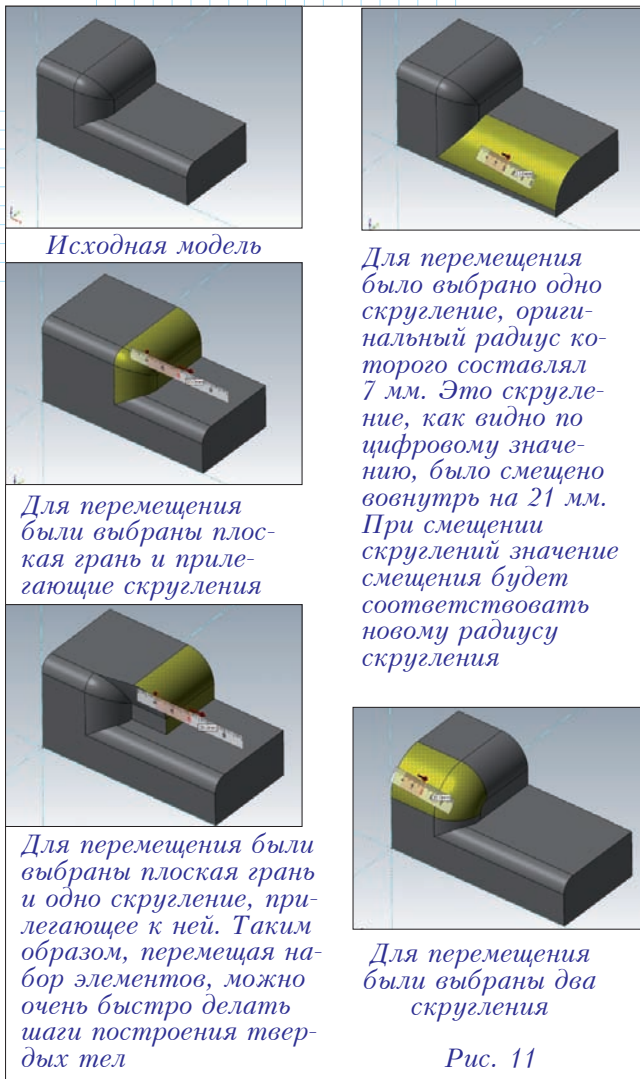 Исходная модель
Для перемещения
были выбраны плос-
кая грань и приле-
гающие скругления
Для перемещения были
выбраны плоская грань
и одно скругление, при-
легающее к ней. Таким
образом, перемещая на-
бор элементов, можно
очень быстро делать
шаги построения твер-
дых тел
Для перемещения
было выбрано одно
скругление, ориги-
нальный радиус ко-
торого составлял
7 мм. Это скругле-
ние, как видно по
цифровому значе-
нию, было смещено
вовнутрь на 21 мм.
При смещении
скруглений значение
смещения будет
соответствовать
новому радиусу
скругления
Для перемещения
были выбраны два
скругления
Рис. 11